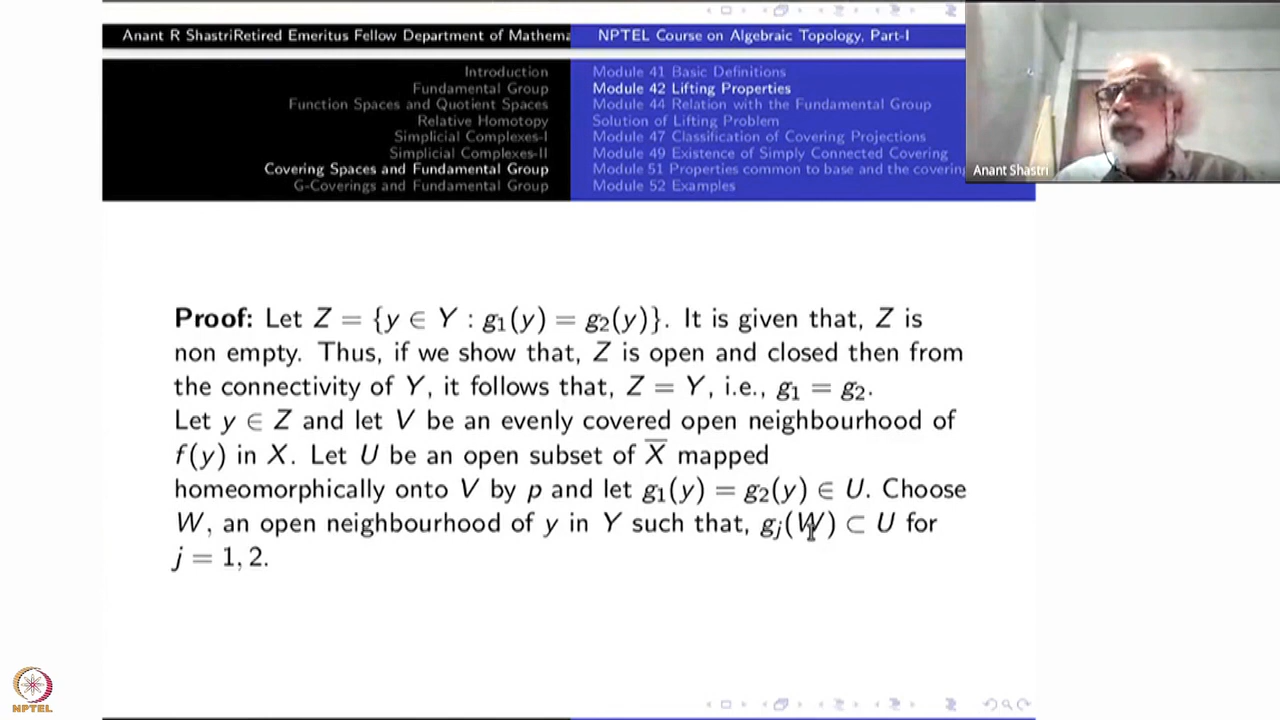 Anant R ShastriRetired Emeritus Fellow Department of Mathema
NPTEL Course on Algebraic Topology, Part-I
Introduction
Fundamental Group
Function Spaces and Quotient Spaces
Relative Homotopy
Simplicial Complexes-I
Simplicial Complexes-II
Covering Spaces and Fundamental Group
G-Coverings and Fundamental Group
Module 41 Basic Definitions
Module 42 Lifting Properties
Module 44 Relation with the Fundamental Group
Solution of Lifting Problem
Module 47 Classification of Covering Projections
Module 49 Existence of Simply Connected Covering
Module 51 Properties common to base and the covering
Module 52 Examples
Anant Shastri
Proof: Let Z = {y ∈ Y : g₁(y) = g₂(y)}. It is given that, Z is
non empty. Thus, if we show that, Z is open and closed then from
the connectivity of Y, it follows that, Z = Y, i.e., g₁ = g₂.
Let y ∈ Z and let V be an evenly covered open neighbourhood of
f(y) in X. Let U be an open subset of X̅ mapped
homeomorphically onto V by p and let g₁(y) = g₂(y) ∈ U. Choose
W, an open neighbourhood of y in Y such that, gⱼ(W) ⊂ U for
j = 1, 2.
NPTEL